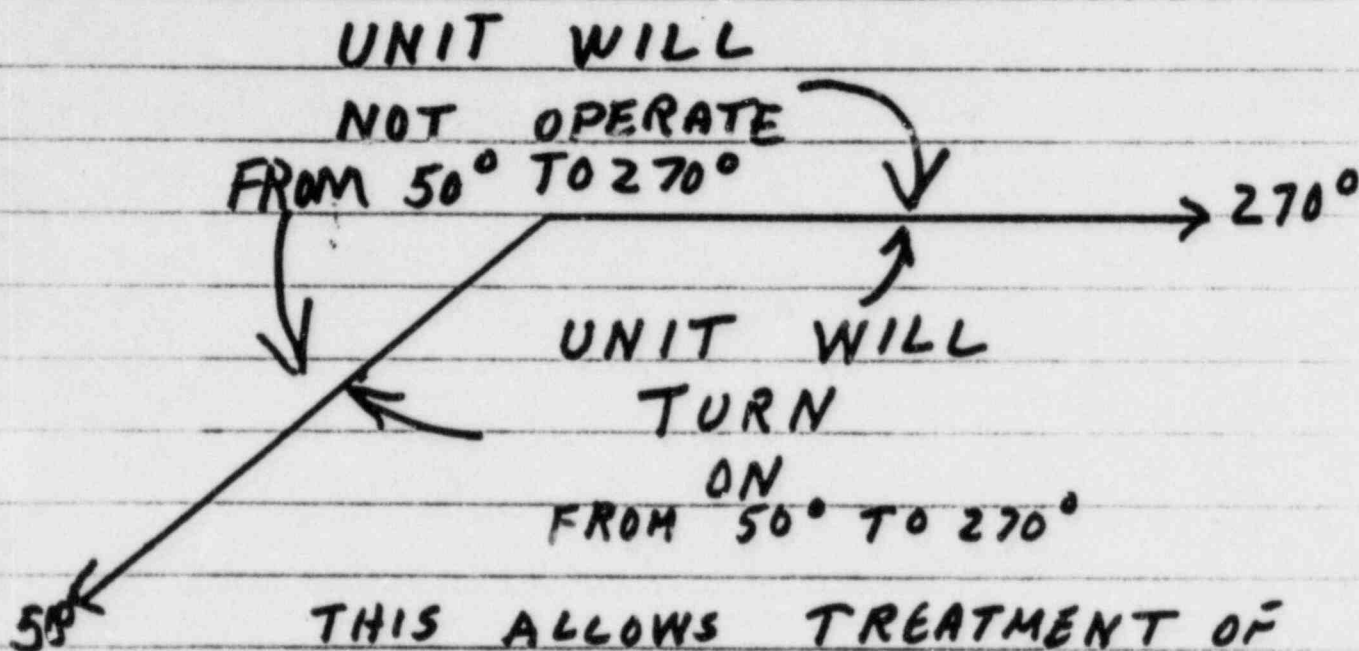 UNIT WILL
NOT OPERATE
FROM 50° TO 270°
270°
UNIT WILL
TURN
ON
FROM 50° TO 270°
50°
THIS ALLOWS TREATMENT OF